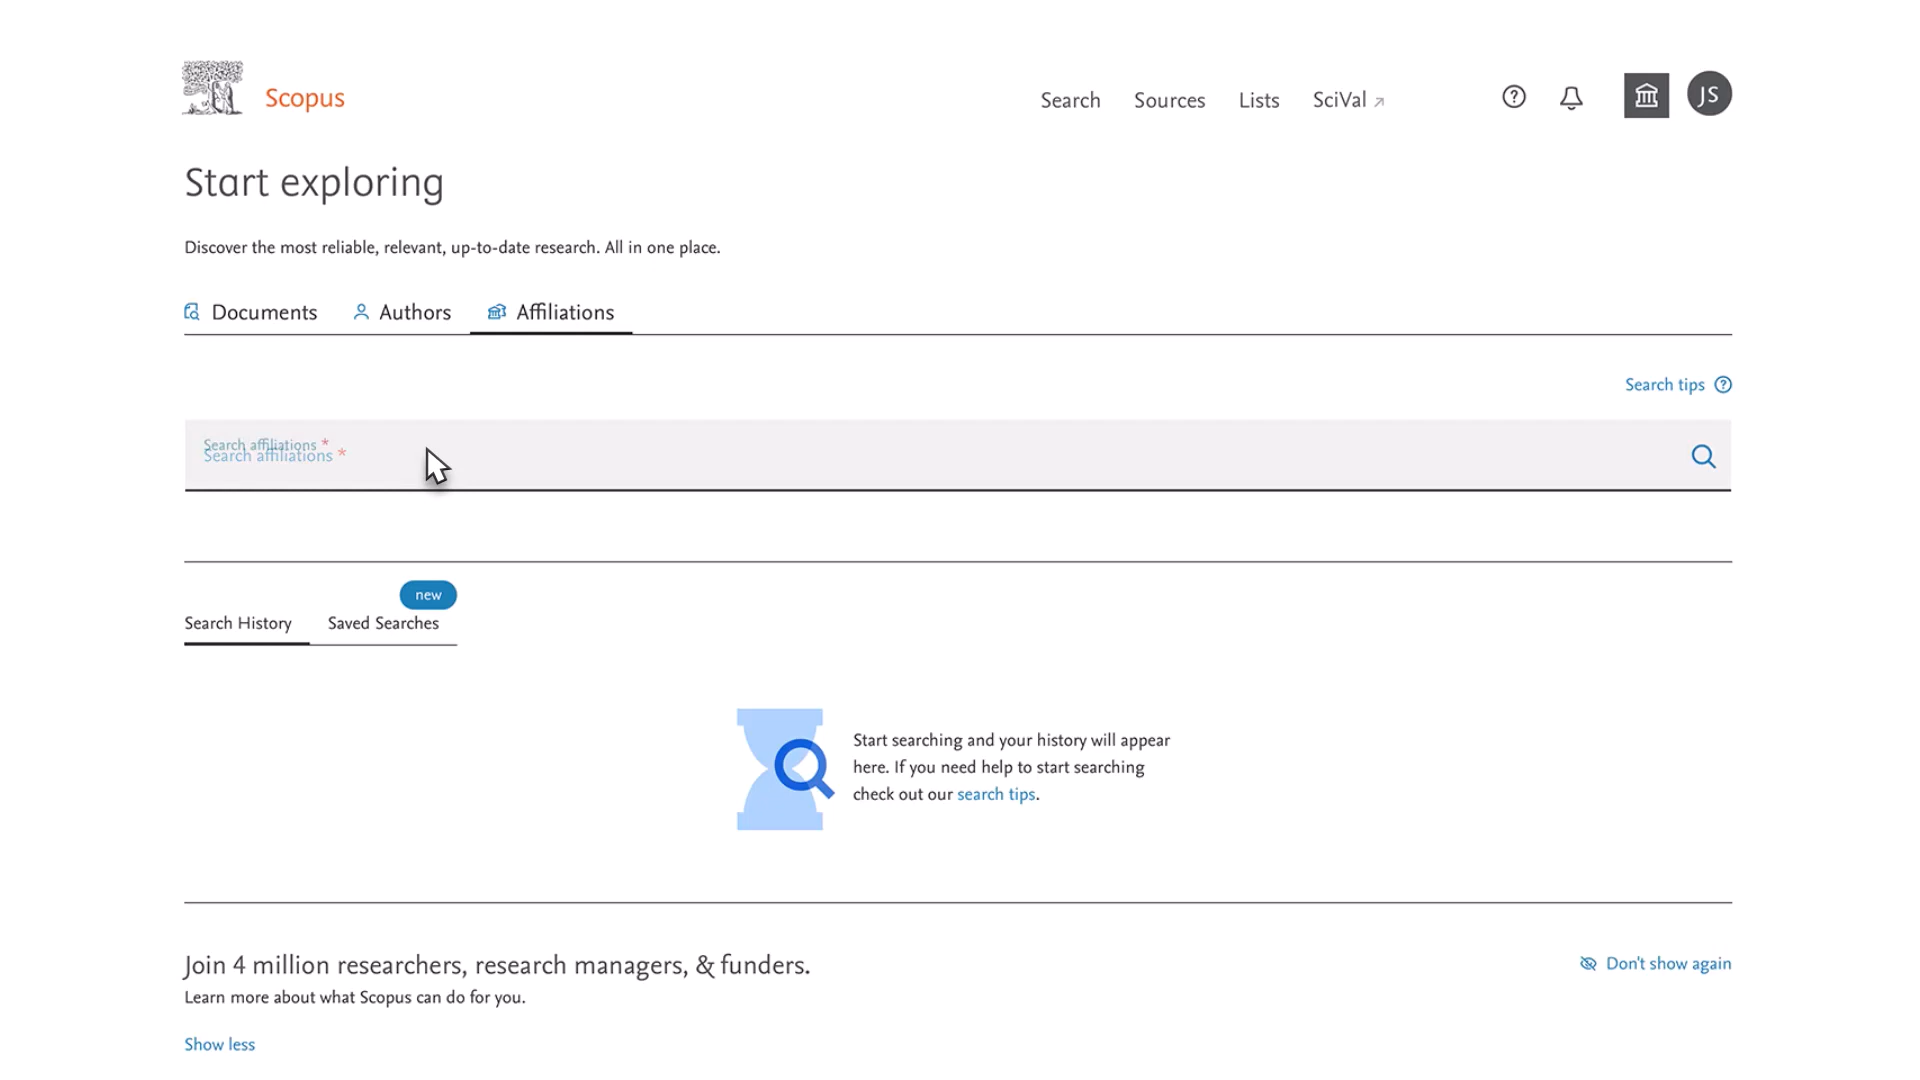 Scopus
Search Sources Lists SciVal ↗
JS
Start exploring
Discover the most reliable, relevant, up-to-date research. All in one place.
Documents Authors Affiliations
Search tips
Search affiliations *
Search affiliations *
new
Search History Saved Searches
Start searching and your history will appear
here. If you need help to start searching
check out our search tips.
Join 4 million researchers, research managers, & funders.
Don't show again
Learn more about what Scopus can do for you.
Show less